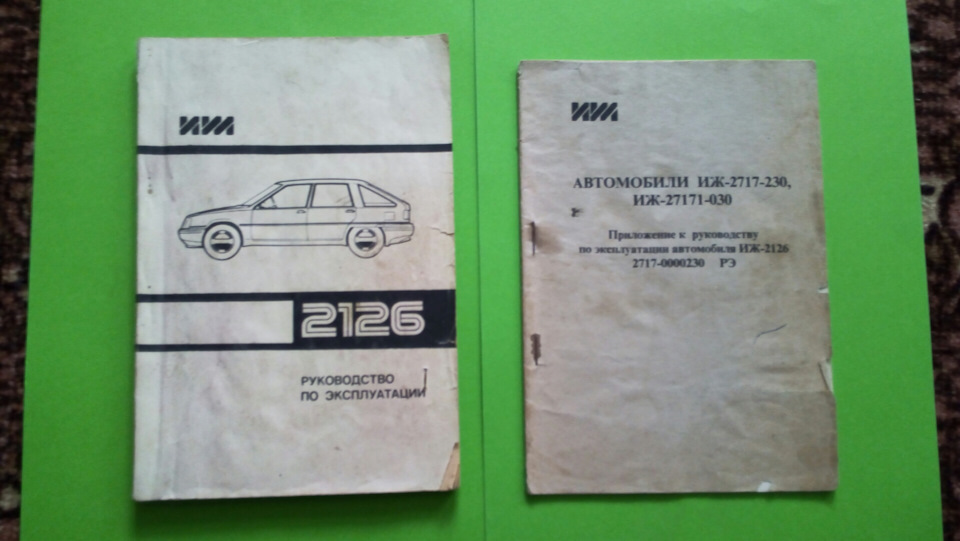 ИЖ
2126
РУКОВОДСТВО
ПО ЭКСПЛУАТАЦИИ
ИЖ
АВТОМОБИЛИ ИЖ-2717-230,
ИЖ-27171-030
Приложение к руководству
по эксплуатации автомобиля ИЖ-2126
2717-0000230 РЭ